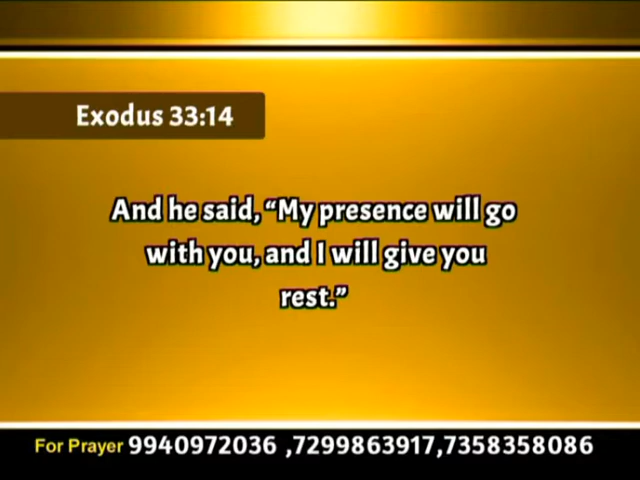 Exodus 33:14
And he said, “My presence will go
with you, and I will give you
rest.”
For Prayer 9940972036 ,7299863917,7358358086